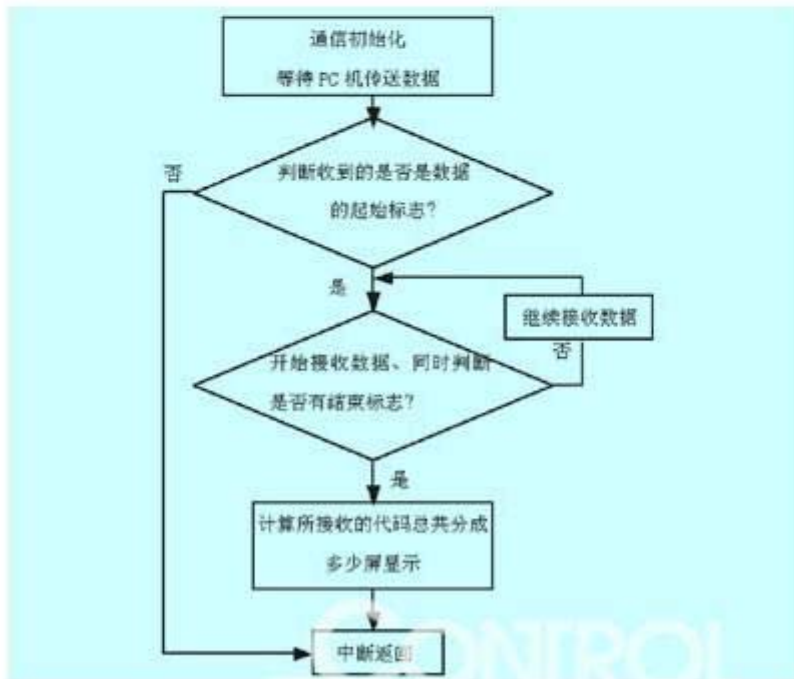 通信初始化
等待 PC 机传送数据
否
判断收到的是否是数据
的起始标志?
是
继续接收数据
否
开始接收数据、同时判断
是否有结束标志?
是
计算所接收的代码总共分成
多少屏显示
中断返回
CONTROL